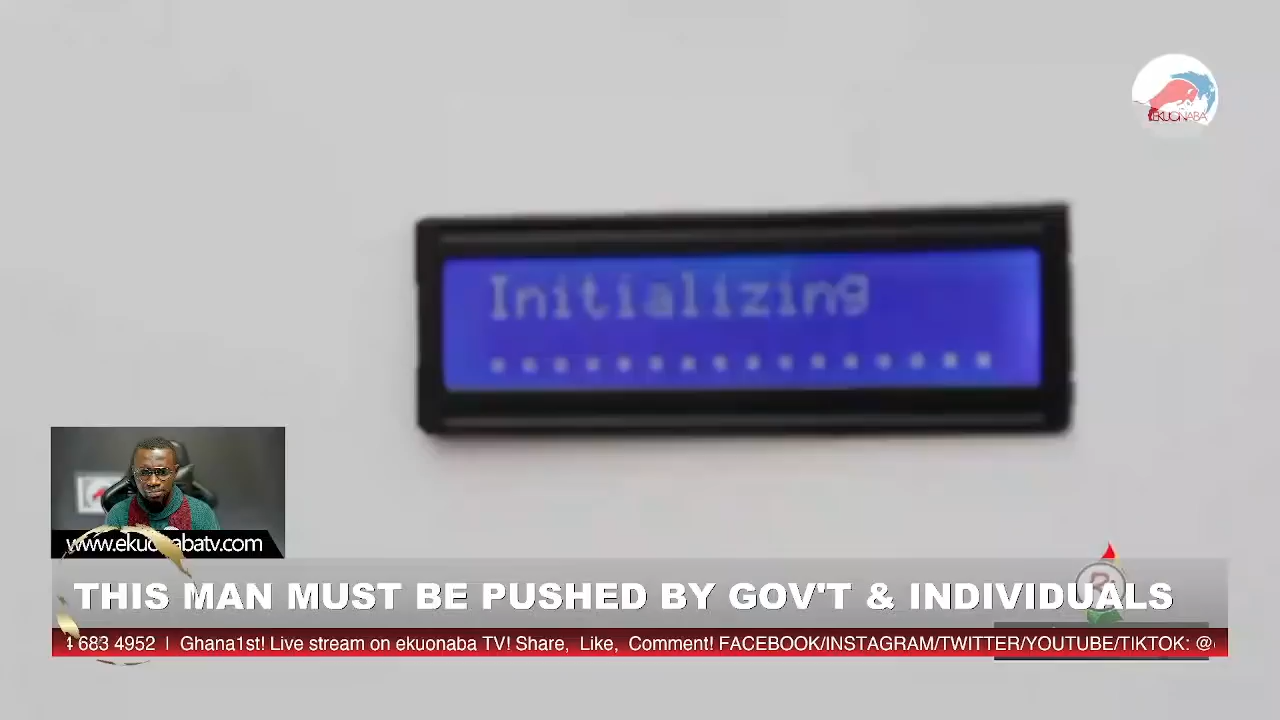 EKUONABA
Initializing
www.ekuonabatv.com
THIS MAN MUST BE PUSHED BY GOV'T & INDIVIDUALS
683 4952 | Ghana1st! Live stream on ekuonaba TV! Share, Like, Comment! FACEBOOK/INSTAGRAM/TWITTER/YOUTUBE/TIKTOK: @